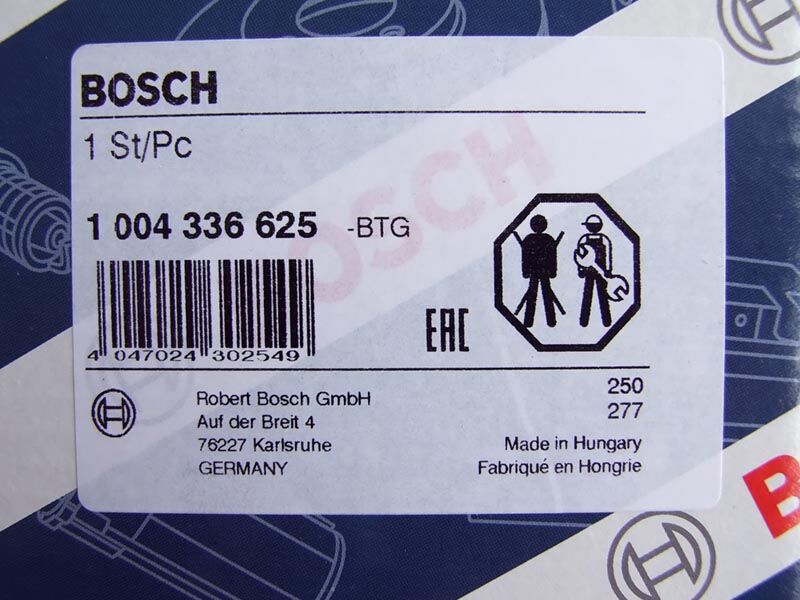 BOSCH
1 St/Pc
BOSCH
1 004 336 625 -BTG
EAC
4 047024 302549
Robert Bosch GmbH
Auf der Breit 4
76227 Karlsruhe
GERMANY
250
277
Made in Hungary
Fabriqué en Hongrie
B